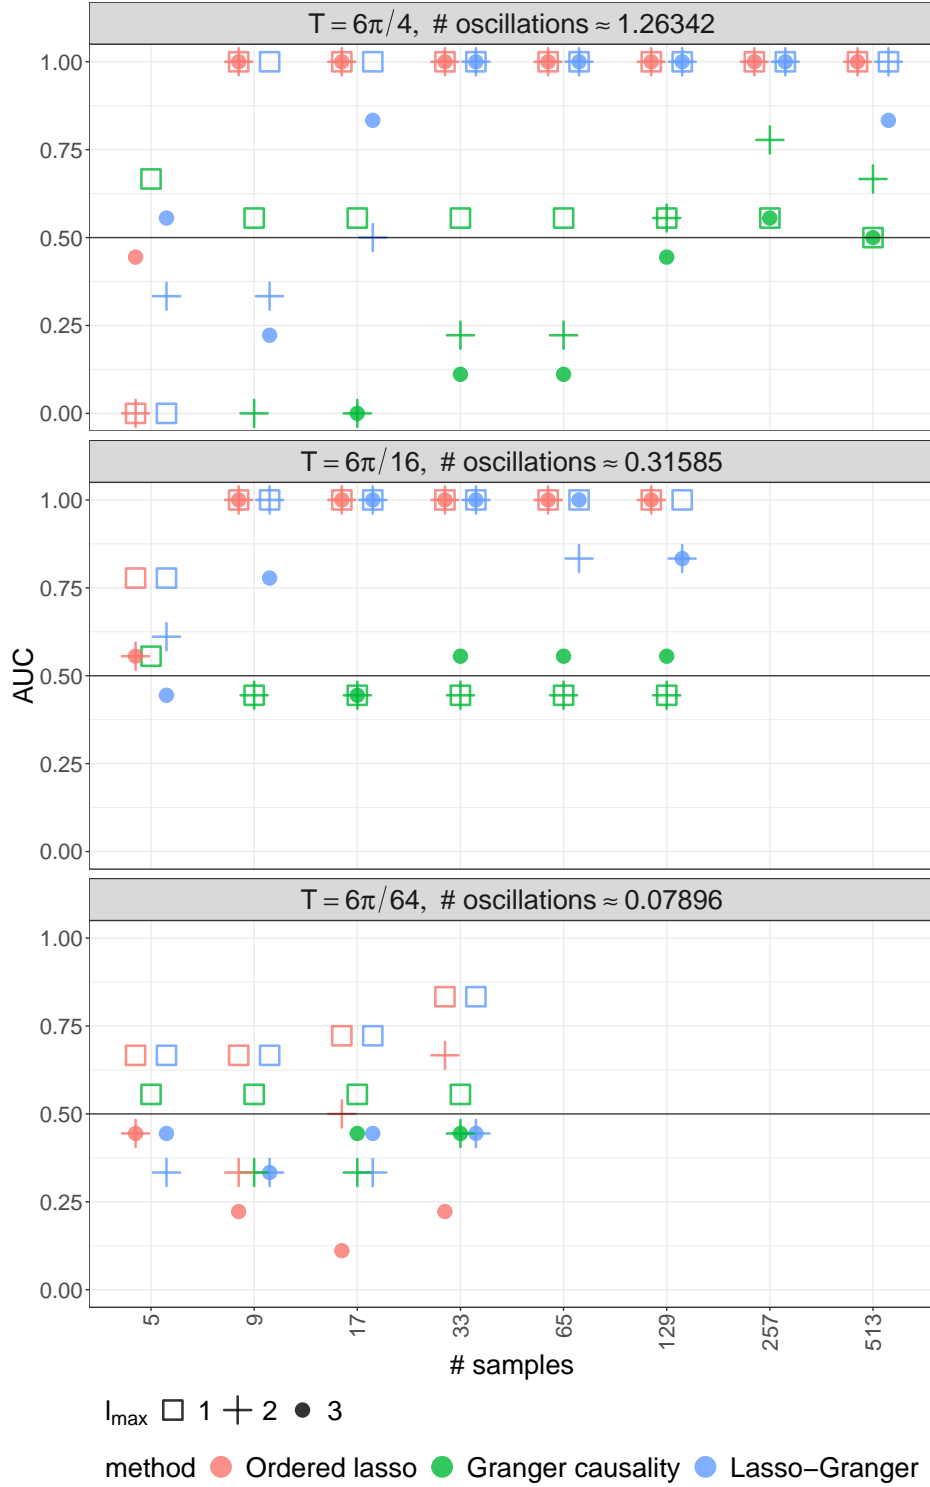 T = 6π/4, # oscillations ≈ 1.26342
1.00
0.75
0.50
0.25
0.00
T = 6π/16, # oscillations ≈ 0.31585
1.00
0.75
0.50
0.25
0.00
AUC
T = 6π/64, # oscillations ≈ 0.07896
1.00
0.75
0.50
0.25
0.00
5 9 17 33 65 129 257 513
# samples
lmax 1 2 3
method Ordered lasso Granger causality Lasso−Granger